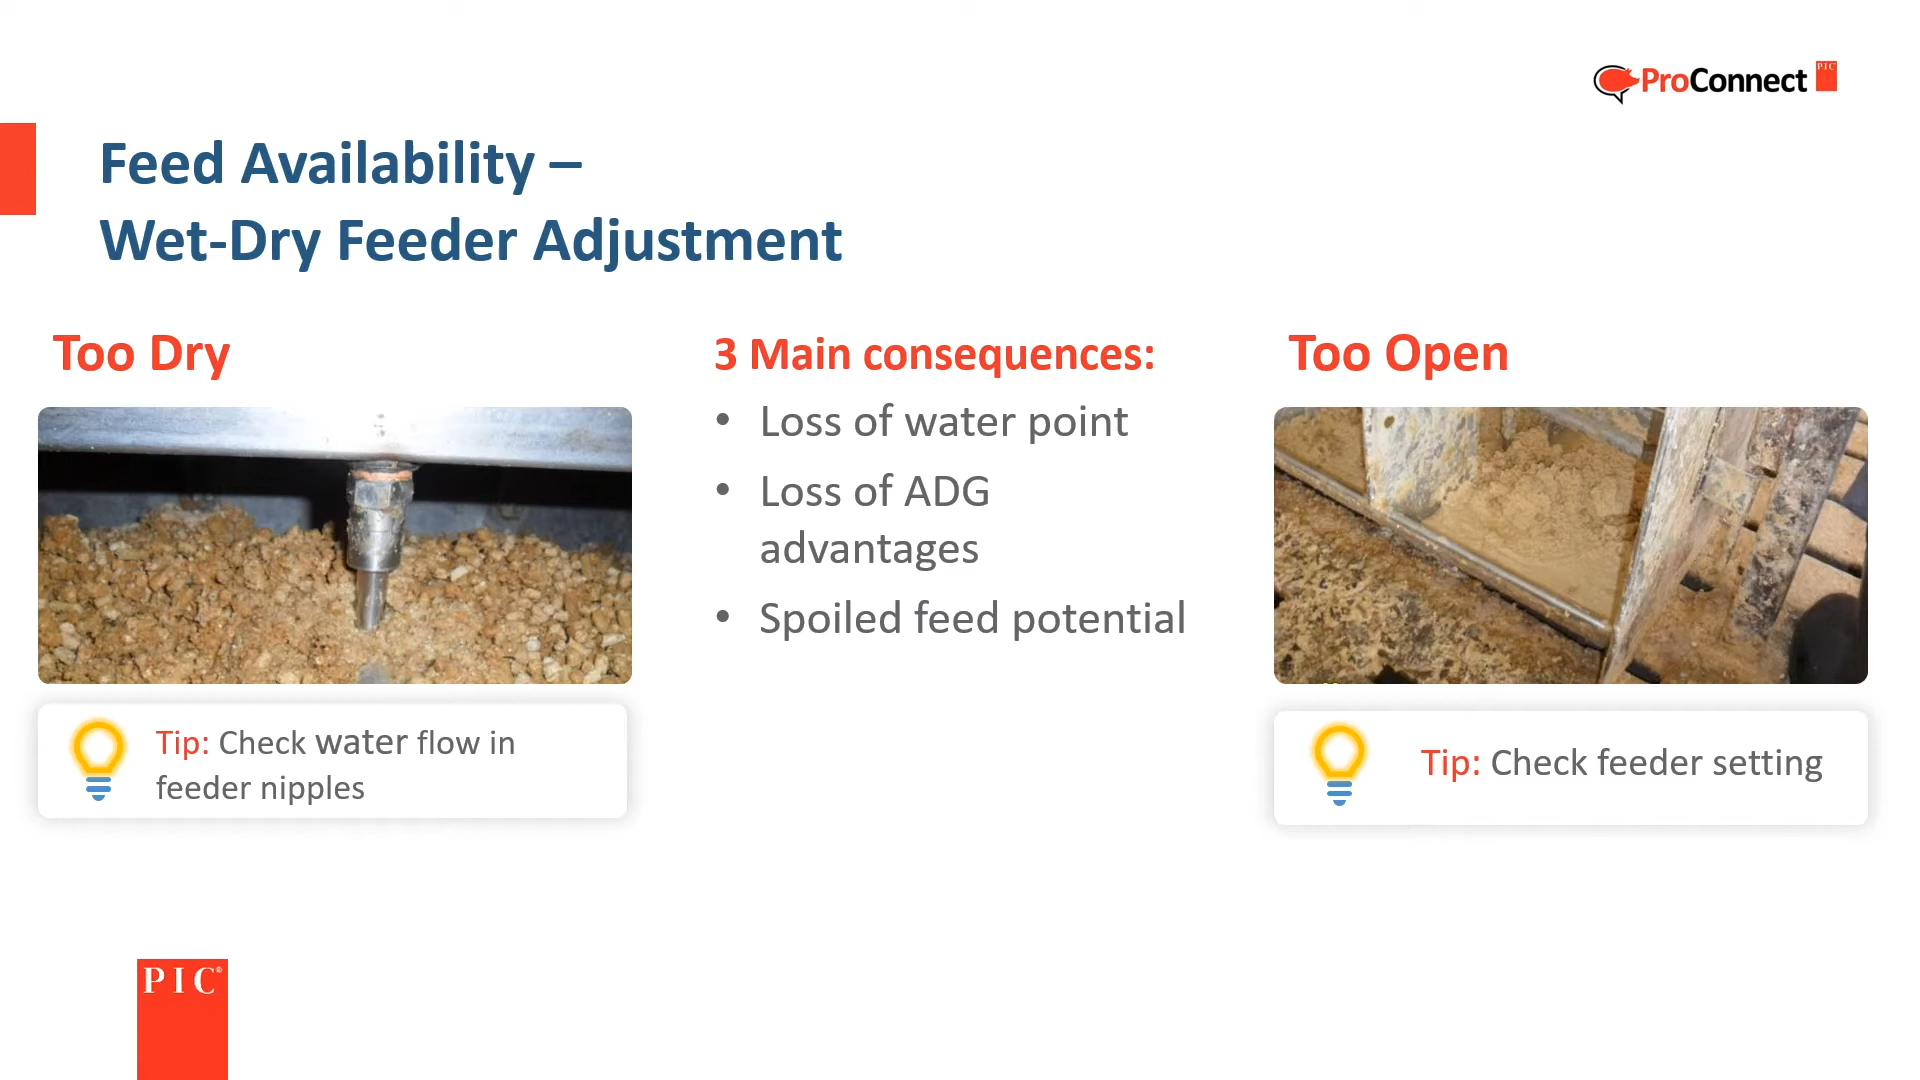 ProConnect PIC
Feed Availability –
Wet-Dry Feeder Adjustment
Too Dry
Tip: Check water flow in
feeder nipples
3 Main consequences:
• Loss of water point
• Loss of ADG
advantages
• Spoiled feed potential
Too Open
Tip: Check feeder setting
PIC®